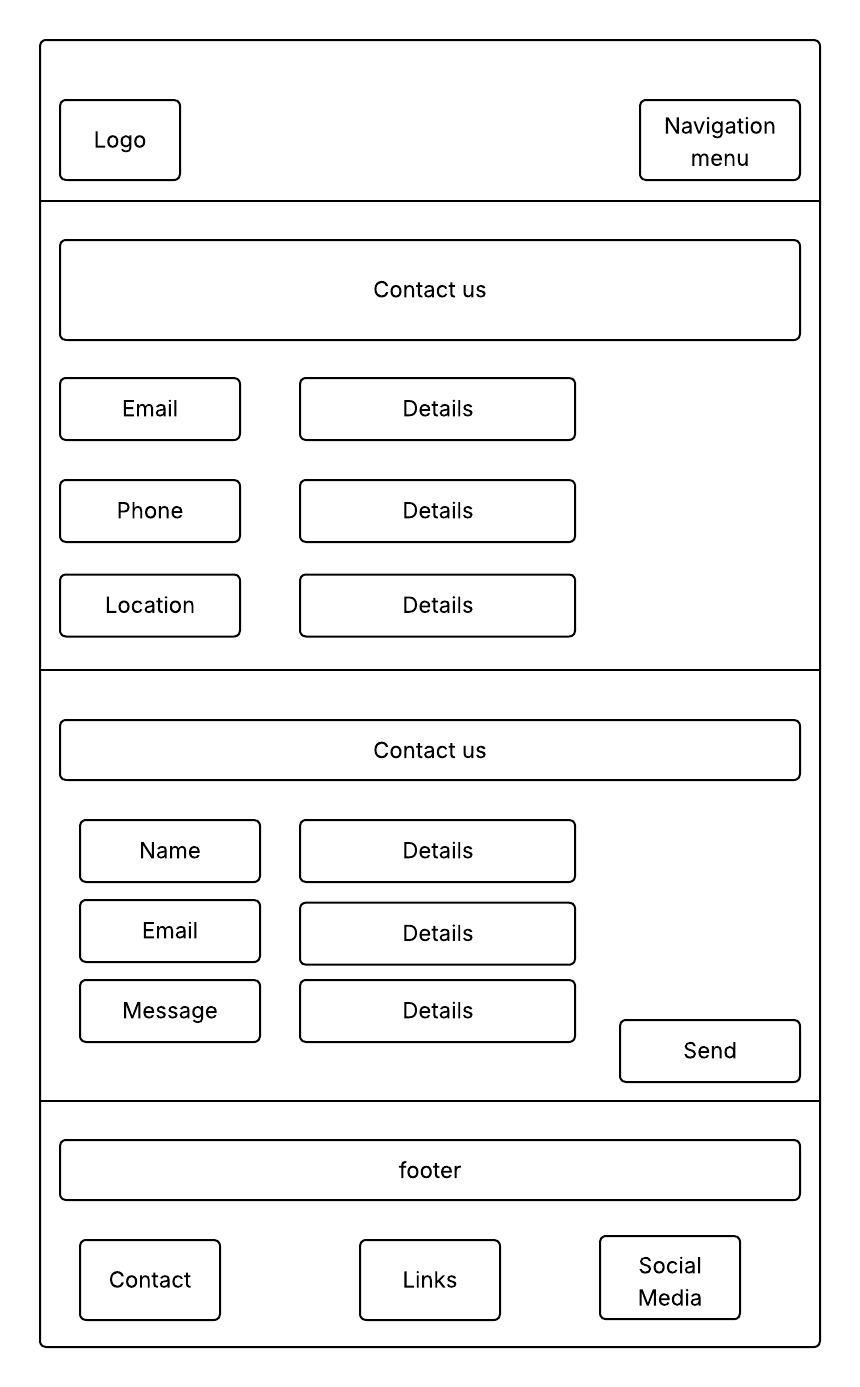 Logo
Navigation
menu
Contact us
Email
Details
Phone
Details
Location
Details
Contact us
Name
Details
Email
Details
Message
Details
Send
footer
Contact
Links
Social
Media